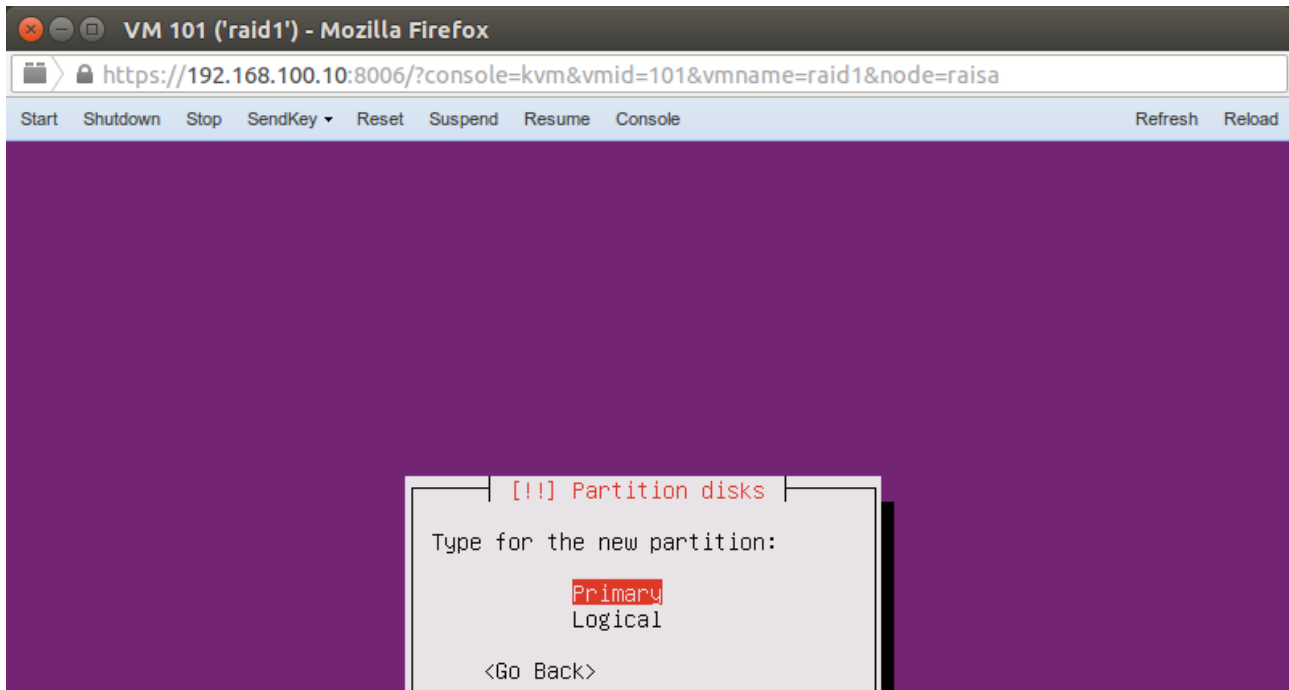 VM 101 ('raid1') - Mozilla Firefox
https://192.168.100.10:8006/?console=kvm&vmid=101&vmname=raid1&node=raisa
Start Shutdown Stop SendKey Reset Suspend Resume Console Refresh Reload
[!!] Partition disks
Type for the new partition:
Primary
Logical
<Go Back>